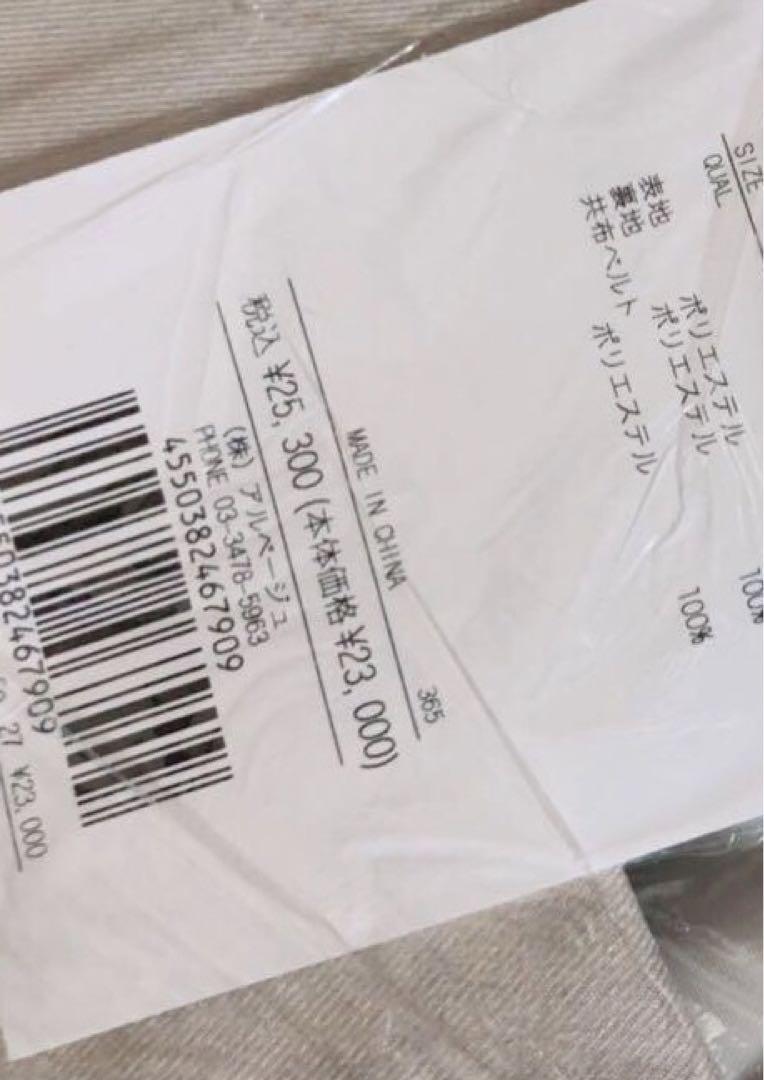 SIZE
QUAL
表地 ポリエステル 100%
裏地 ポリエステル 100%
共布ベルト ポリエステル
365
MADE IN CHINA
税込 ¥25,300(本体価格 ¥23,000)
(株) アルページュ
PHONE 03-3478-5963
4550382467909
550382467909
27 ¥23,000